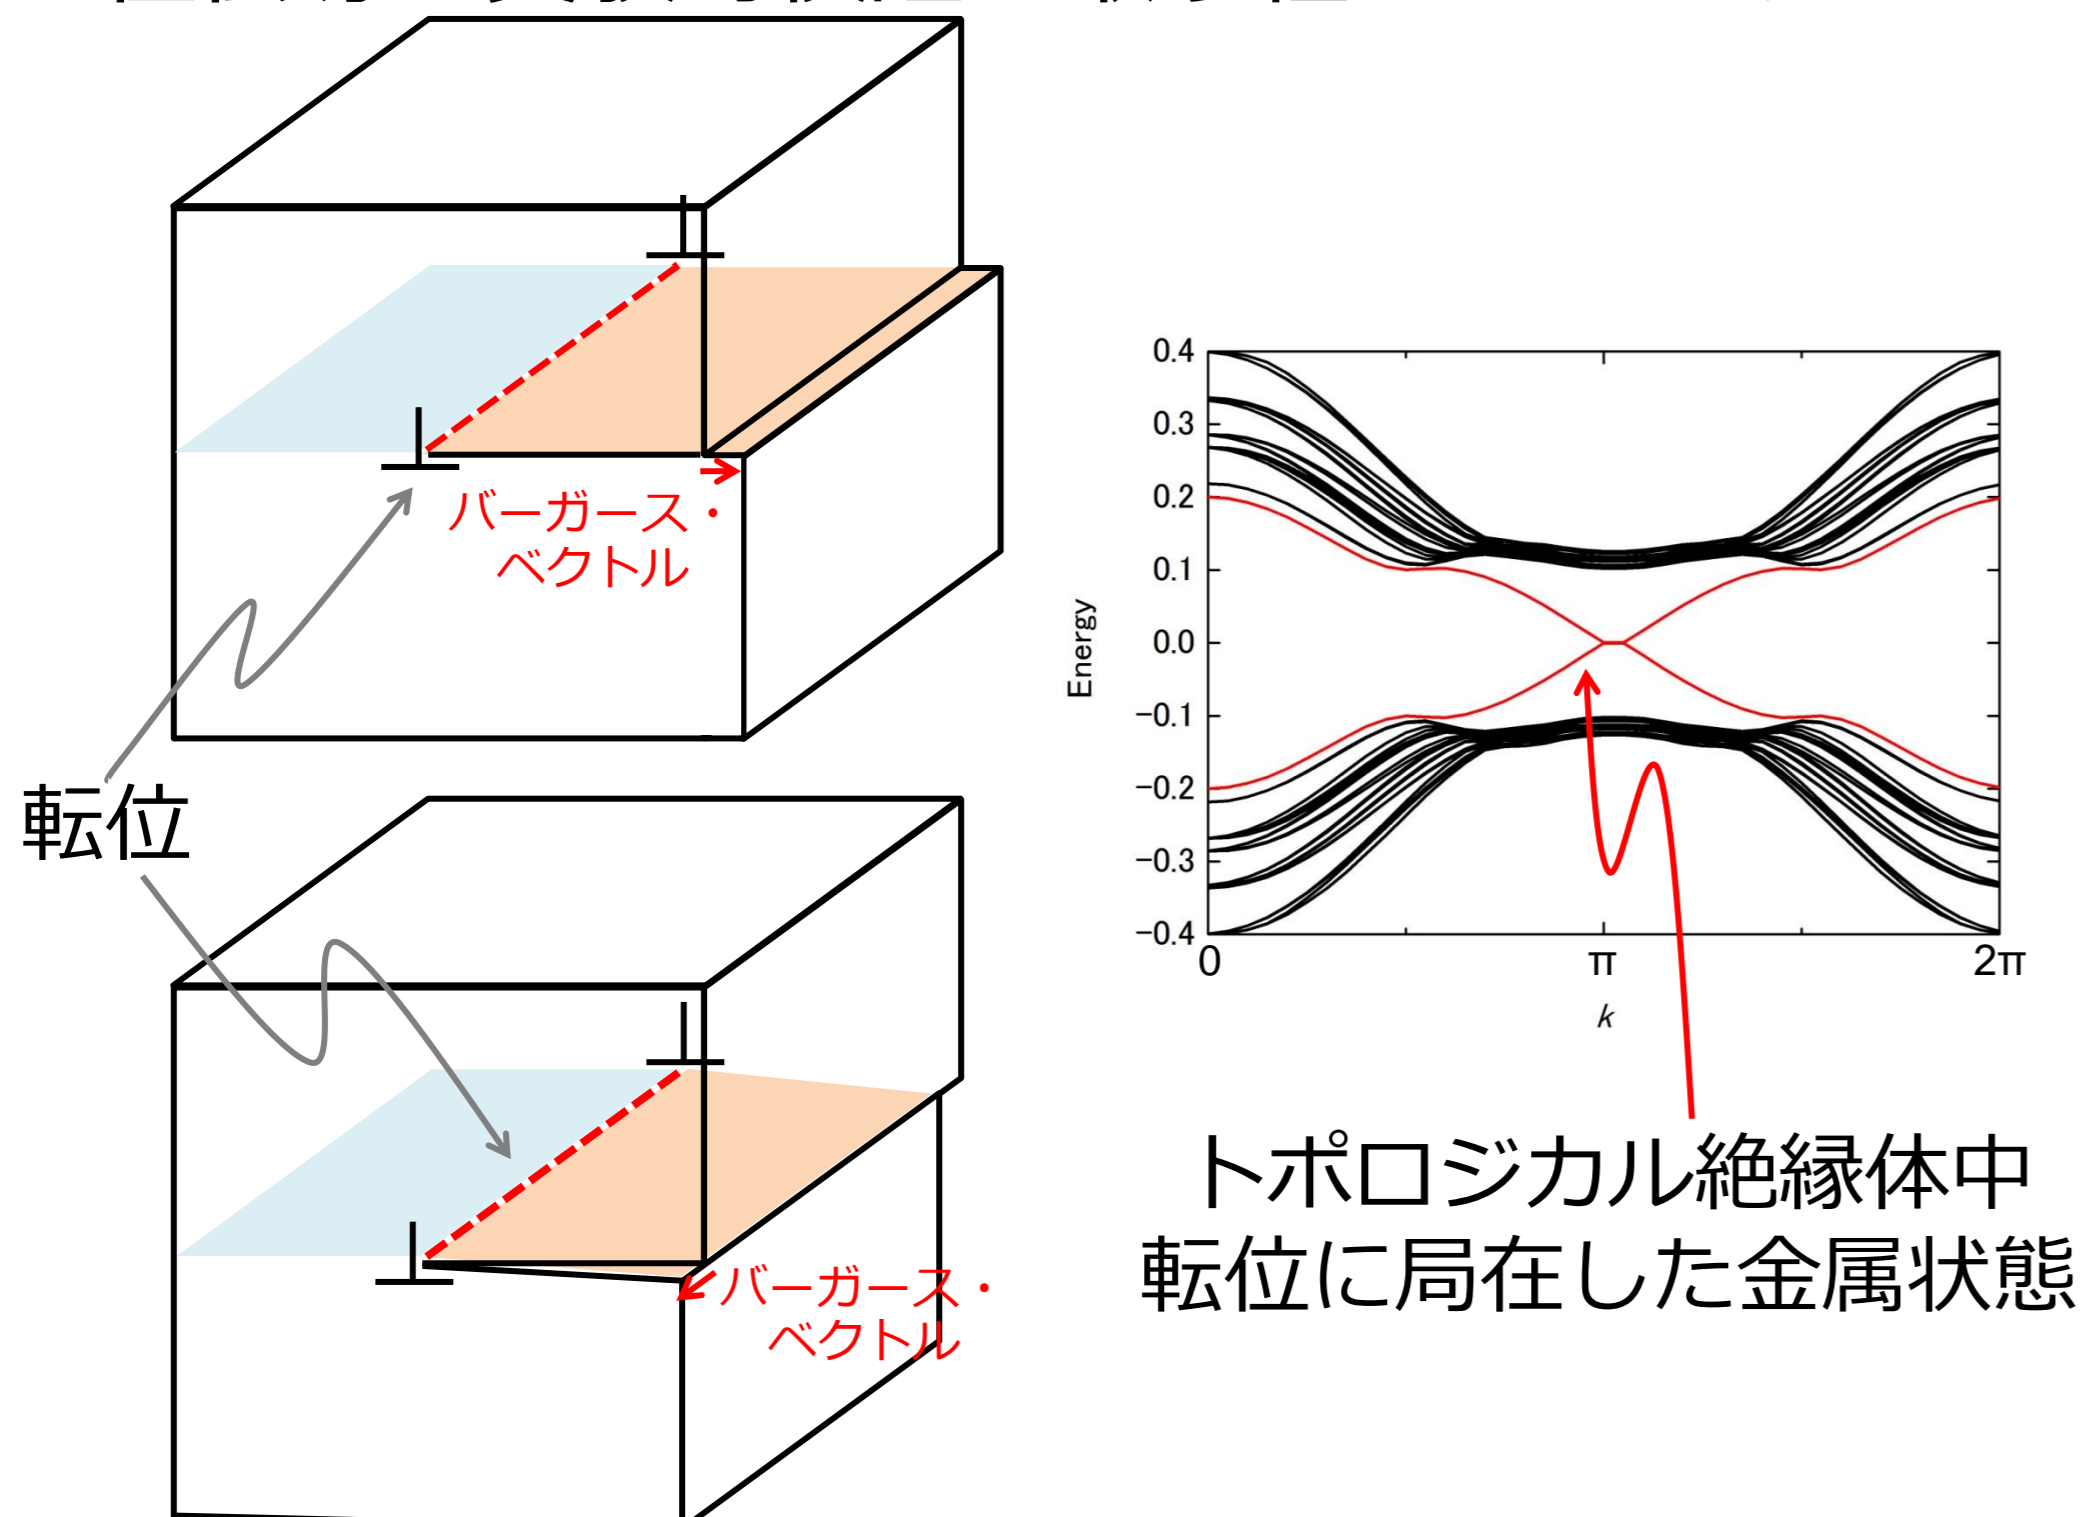 バーガース・
ベクトル
転位
バーガース・
ベクトル
0.4
0.3
0.2
0.1
0.0
−0.1
−0.2
−0.3
−0.4
Energy
0 π 2π
k
トポロジカル絶縁体中
転位に局在した金属状態